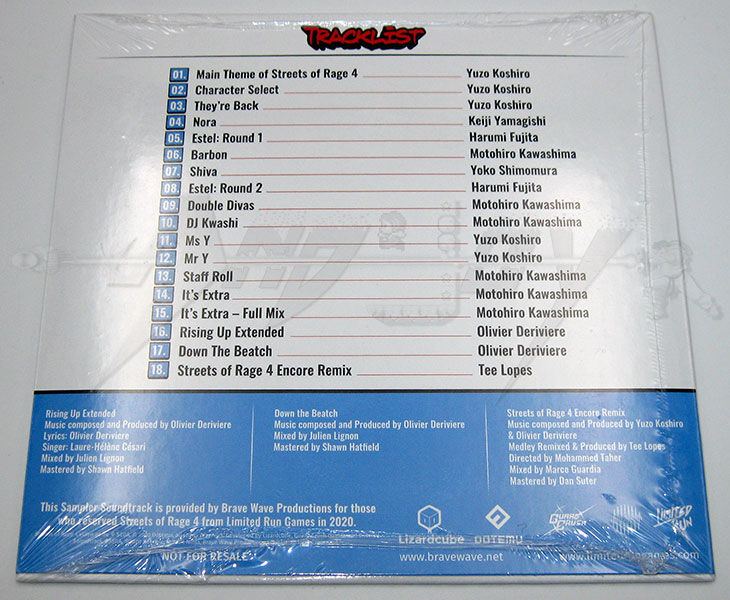 TRACKLIST
01. Main Theme of Streets of Rage 4 Yuzo Koshiro
02. Character Select Yuzo Koshiro
03. They're Back Yuzo Koshiro
04. Nora Keiji Yamagishi
05. Estel: Round 1 Harumi Fujita
06. Barbon Motohiro Kawashima
07. Shiva Yoko Shimomura
08. Estel: Round 2 Harumi Fujita
09. Double Divas Motohiro Kawashima
10. DJ Kwashi Motohiro Kawashima
11. Ms Y Yuzo Koshiro
12. Mr Y Yuzo Koshiro
13. Staff Roll Motohiro Kawashima
14. It's Extra Motohiro Kawashima
15. It's Extra – Full Mix Motohiro Kawashima
16. Rising Up Extended Olivier Deriviere
17. Down The Beatch Olivier Deriviere
18. Streets of Rage 4 Encore Remix Tee Lopes
Rising Up Extended
Music composed and Produced by Olivier Deriviere
Lyrics: Olivier Deriviere
Singer: Laure-Hélène Césari
Mixed by Julien Lignon
Mastered by Shawn Hatfield
Down the Beatch
Music composed and Produced by Olivier Deriviere
Mixed by Julien Lignon
Mastered by Shawn Hatfield
Streets of Rage 4 Encore Remix
Music composed and Produced by Yuzo Koshiro
& Olivier Deriviere
Medley Remixed & Produced by Tee Lopes
Directed by Mohammed Taher
Mixed by Marco Guardia
Mastered by Dan Suter
This Sampler Soundtrack is provided by Brave Wave Productions for those
who reserved Streets of Rage 4 from Limited Run Games in 2020.
NOT FOR RESALE
Lizardcube
DOTEMU
GUARD CRUSH
LIMITED RUN
www.bravewave.net
www.limitedrungames.com